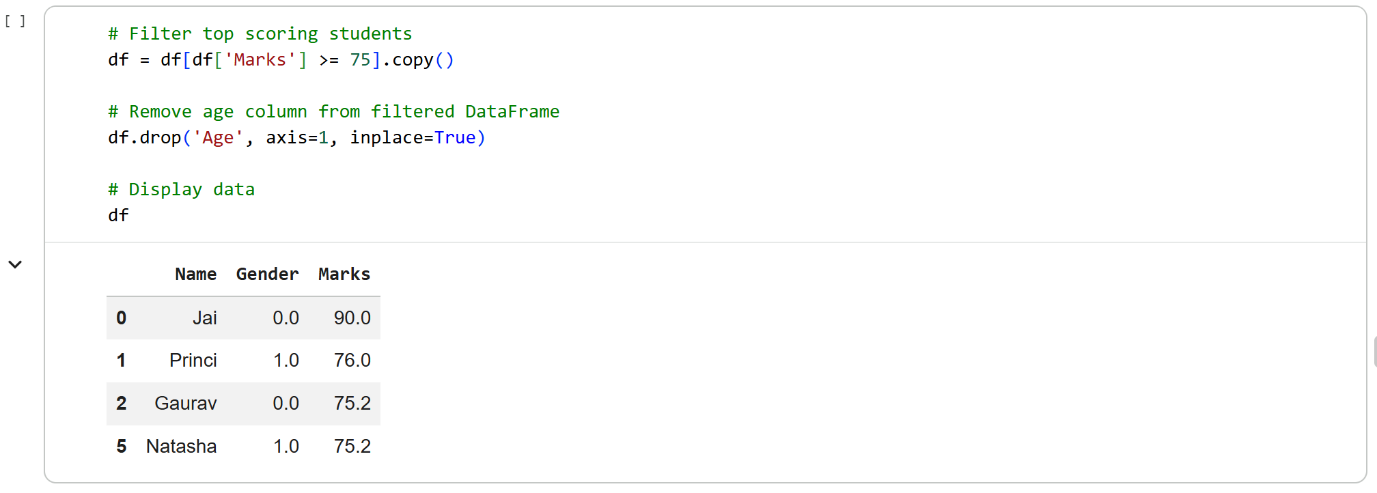 [ ]
# Filter top scoring students
df = df[df['Marks'] >= 75].copy()
# Remove age column from filtered DataFrame
df.drop('Age', axis=1, inplace=True)
# Display data
df
Name Gender Marks
0 Jai 0.0 90.0
1 Princi 1.0 76.0
2 Gaurav 0.0 75.2
5 Natasha 1.0 75.2